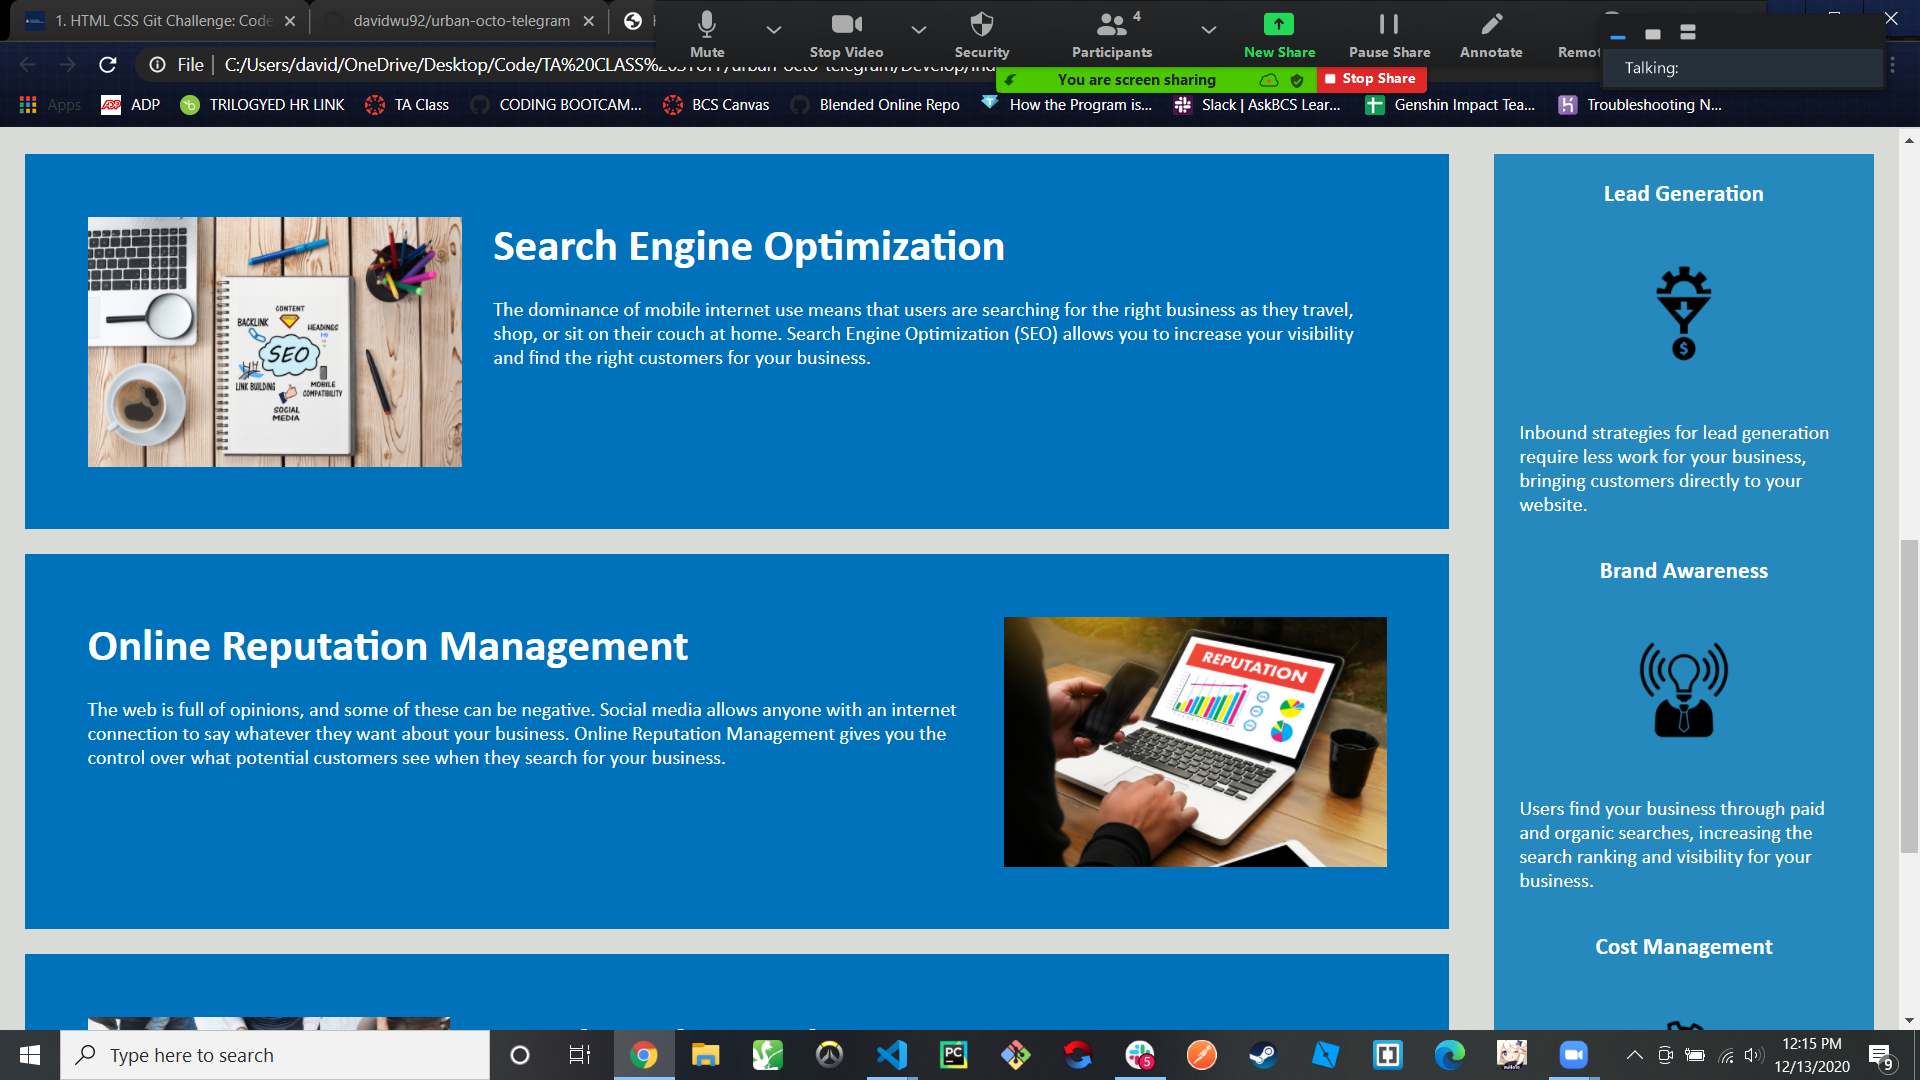 1. HTML CSS Git Challenge: Code
davidwu92/urban-octo-telegram
Mute
Stop Video
Security
Participants
4
New Share
Pause Share
Annotate
Talking:
You are screen sharing
Stop Share
File
C:/Users/david/OneDrive/Desktop/Code/TA%20CLASS%
Apps
ADP
TRILOGYED HR LINK
TA Class
CODING BOOTCAM...
BCS Canvas
Blended Online Repo
How the Program is...
Slack | AskBCS Lear...
Genshin Impact Tea...
Troubleshooting N...
CONTENT
BACKLINK
HEADINGS
SEO
LINK BUILDING
MOBILE
COMPATIBILITY
SOCIAL
MEDIA
Search Engine Optimization
The dominance of mobile internet use means that users are searching for the right business as they travel,
shop, or sit on their couch at home. Search Engine Optimization (SEO) allows you to increase your visibility
and find the right customers for your business.
Online Reputation Management
The web is full of opinions, and some of these can be negative. Social media allows anyone with an internet
connection to say whatever they want about your business. Online Reputation Management gives you the
control over what potential customers see when they search for your business.
REPUTATION
Lead Generation
$
Inbound strategies for lead generation
require less work for your business,
bringing customers directly to your
website.
Brand Awareness
Users find your business through paid
and organic searches, increasing the
search ranking and visibility for your
business.
Cost Management
Type here to search
PC
5
12:15 PM
12/13/2020
9